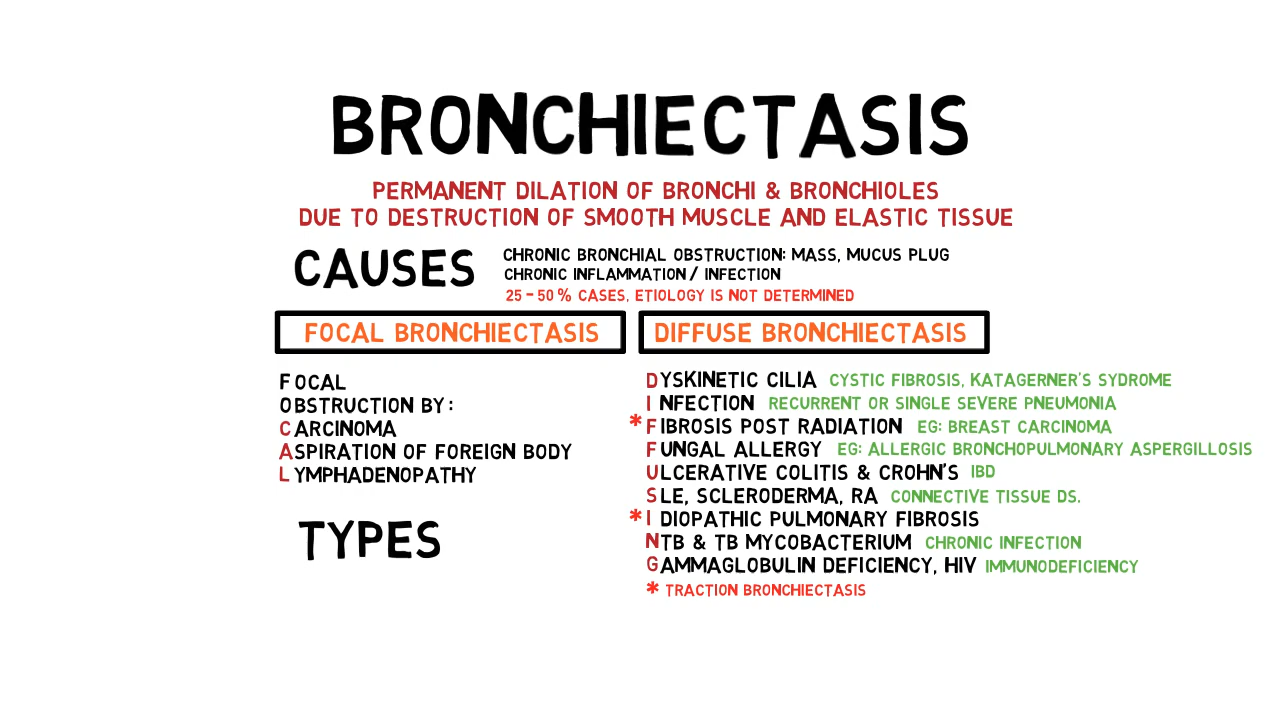 BRONCHIECTASIS
PERMANENT DILATION OF BRONCHI & BRONCHIOLES
DUE TO DESTRUCTION OF SMOOTH MUSCLE AND ELASTIC TISSUE
CAUSES
CHRONIC BRONCHIAL OBSTRUCTION: MASS, MUCUS PLUG
CHRONIC INFLAMMATION / INFECTION
25 - 50 % CASES, ETIOLOGY IS NOT DETERMINED
FOCAL BRONCHIECTASIS
FOCAL
OBSTRUCTION BY:
CARCINOMA
ASPIRATION OF FOREIGN BODY
LYMPHADENOPATHY
TYPES
DIFFUSE BRONCHIECTASIS
DYSKINETIC CILIA CYSTIC FIBROSIS, KATAGERNER'S SYDROME
INFECTION RECURRENT OR SINGLE SEVERE PNEUMONIA
* FIBROSIS POST RADIATION EG: BREAST CARCINOMA
FUNGAL ALLERGY EG: ALLERGIC BRONCHOPULMONARY ASPERGILLOSIS
ULCERATIVE COLITIS & CROHN'S IBD
SLE, SCLERODERMA, RA CONNECTIVE TISSUE DS.
* IDIOPATHIC PULMONARY FIBROSIS
NTB & TB MYCOBACTERIUM CHRONIC INFECTION
GAMMAGLOBULIN DEFICIENCY, HIV IMMUNODEFICIENCY
* TRACTION BRONCHIECTASIS